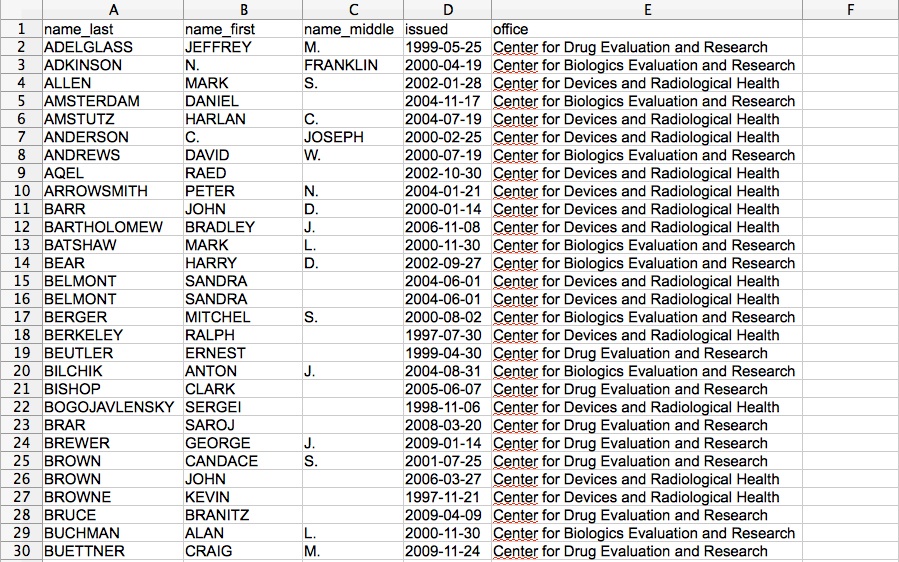 A B C D E F
1 name_last name_first name_middle issued office
2 ADELGLASS JEFFREY M. 1999-05-25 Center for Drug Evaluation and Research
3 ADKINSON N. FRANKLIN 2000-04-19 Center for Biologics Evaluation and Research
4 ALLEN MARK S. 2002-01-28 Center for Devices and Radiological Health
5 AMSTERDAM DANIEL 2004-11-17 Center for Biologics Evaluation and Research
6 AMSTUTZ HARLAN C. 2004-07-19 Center for Devices and Radiological Health
7 ANDERSON C. JOSEPH 2000-02-25 Center for Devices and Radiological Health
8 ANDREWS DAVID W. 2000-07-19 Center for Biologics Evaluation and Research
9 AQEL RAED 2002-10-30 Center for Devices and Radiological Health
10 ARROWSMITH PETER N. 2004-01-21 Center for Devices and Radiological Health
11 BARR JOHN D. 2000-01-14 Center for Devices and Radiological Health
12 BARTHOLOMEW BRADLEY J. 2006-11-08 Center for Devices and Radiological Health
13 BATSHAW MARK L. 2000-11-30 Center for Biologics Evaluation and Research
14 BEAR HARRY D. 2002-09-27 Center for Biologics Evaluation and Research
15 BELMONT SANDRA 2004-06-01 Center for Devices and Radiological Health
16 BELMONT SANDRA 2004-06-01 Center for Devices and Radiological Health
17 BERGER MITCHEL S. 2000-08-02 Center for Biologics Evaluation and Research
18 BERKELEY RALPH 1997-07-30 Center for Devices and Radiological Health
19 BEUTLER ERNEST 1999-04-30 Center for Drug Evaluation and Research
20 BILCHIK ANTON J. 2004-08-31 Center for Biologics Evaluation and Research
21 BISHOP CLARK 2005-06-07 Center for Drug Evaluation and Research
22 BOGOJAVLENSKY SERGEI 1998-11-06 Center for Devices and Radiological Health
23 BRAR SAROJ 2008-03-20 Center for Drug Evaluation and Research
24 BREWER GEORGE J. 2009-01-14 Center for Drug Evaluation and Research
25 BROWN CANDACE S. 2001-07-25 Center for Drug Evaluation and Research
26 BROWN JOHN 2006-03-27 Center for Devices and Radiological Health
27 BROWNE KEVIN 1997-11-21 Center for Devices and Radiological Health
28 BRUCE BRANITZ 2009-04-09 Center for Drug Evaluation and Research
29 BUCHMAN ALAN L. 2000-11-30 Center for Biologics Evaluation and Research
30 BUETTNER CRAIG M. 2009-11-24 Center for Drug Evaluation and Research